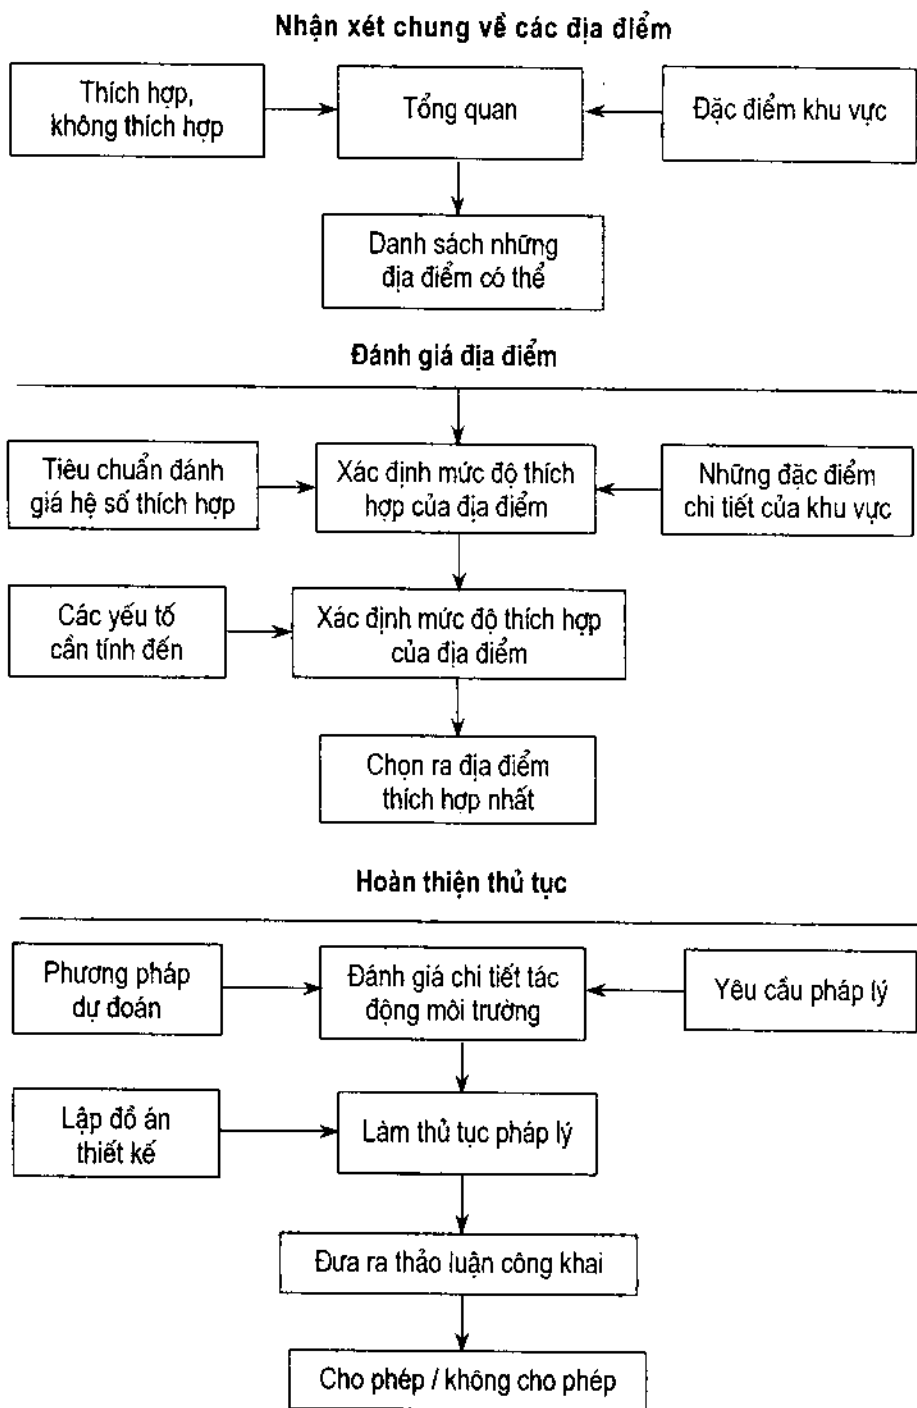 Nhận xét chung về các địa điểm
Thích hợp,
không thích hợp
Tổng quan
Đặc điểm khu vực
Danh sách những
địa điểm có thể
Đánh giá địa điểm
Tiêu chuẩn đánh
giá hệ số thích hợp
Xác định mức độ thích
hợp của địa điểm
Những đặc điểm
chi tiết của khu vực
Các yếu tố
cần tính đến
Xác định mức độ thích hợp
của địa điểm
Chọn ra địa điểm
thích hợp nhất
Hoàn thiện thủ tục
Phương pháp
dự đoán
Đánh giá chi tiết tác
động môi trường
Yêu cầu pháp lý
Lập đồ án
thiết kế
Làm thủ tục pháp lý
Đưa ra thảo luận công khai
Cho phép / không cho phép